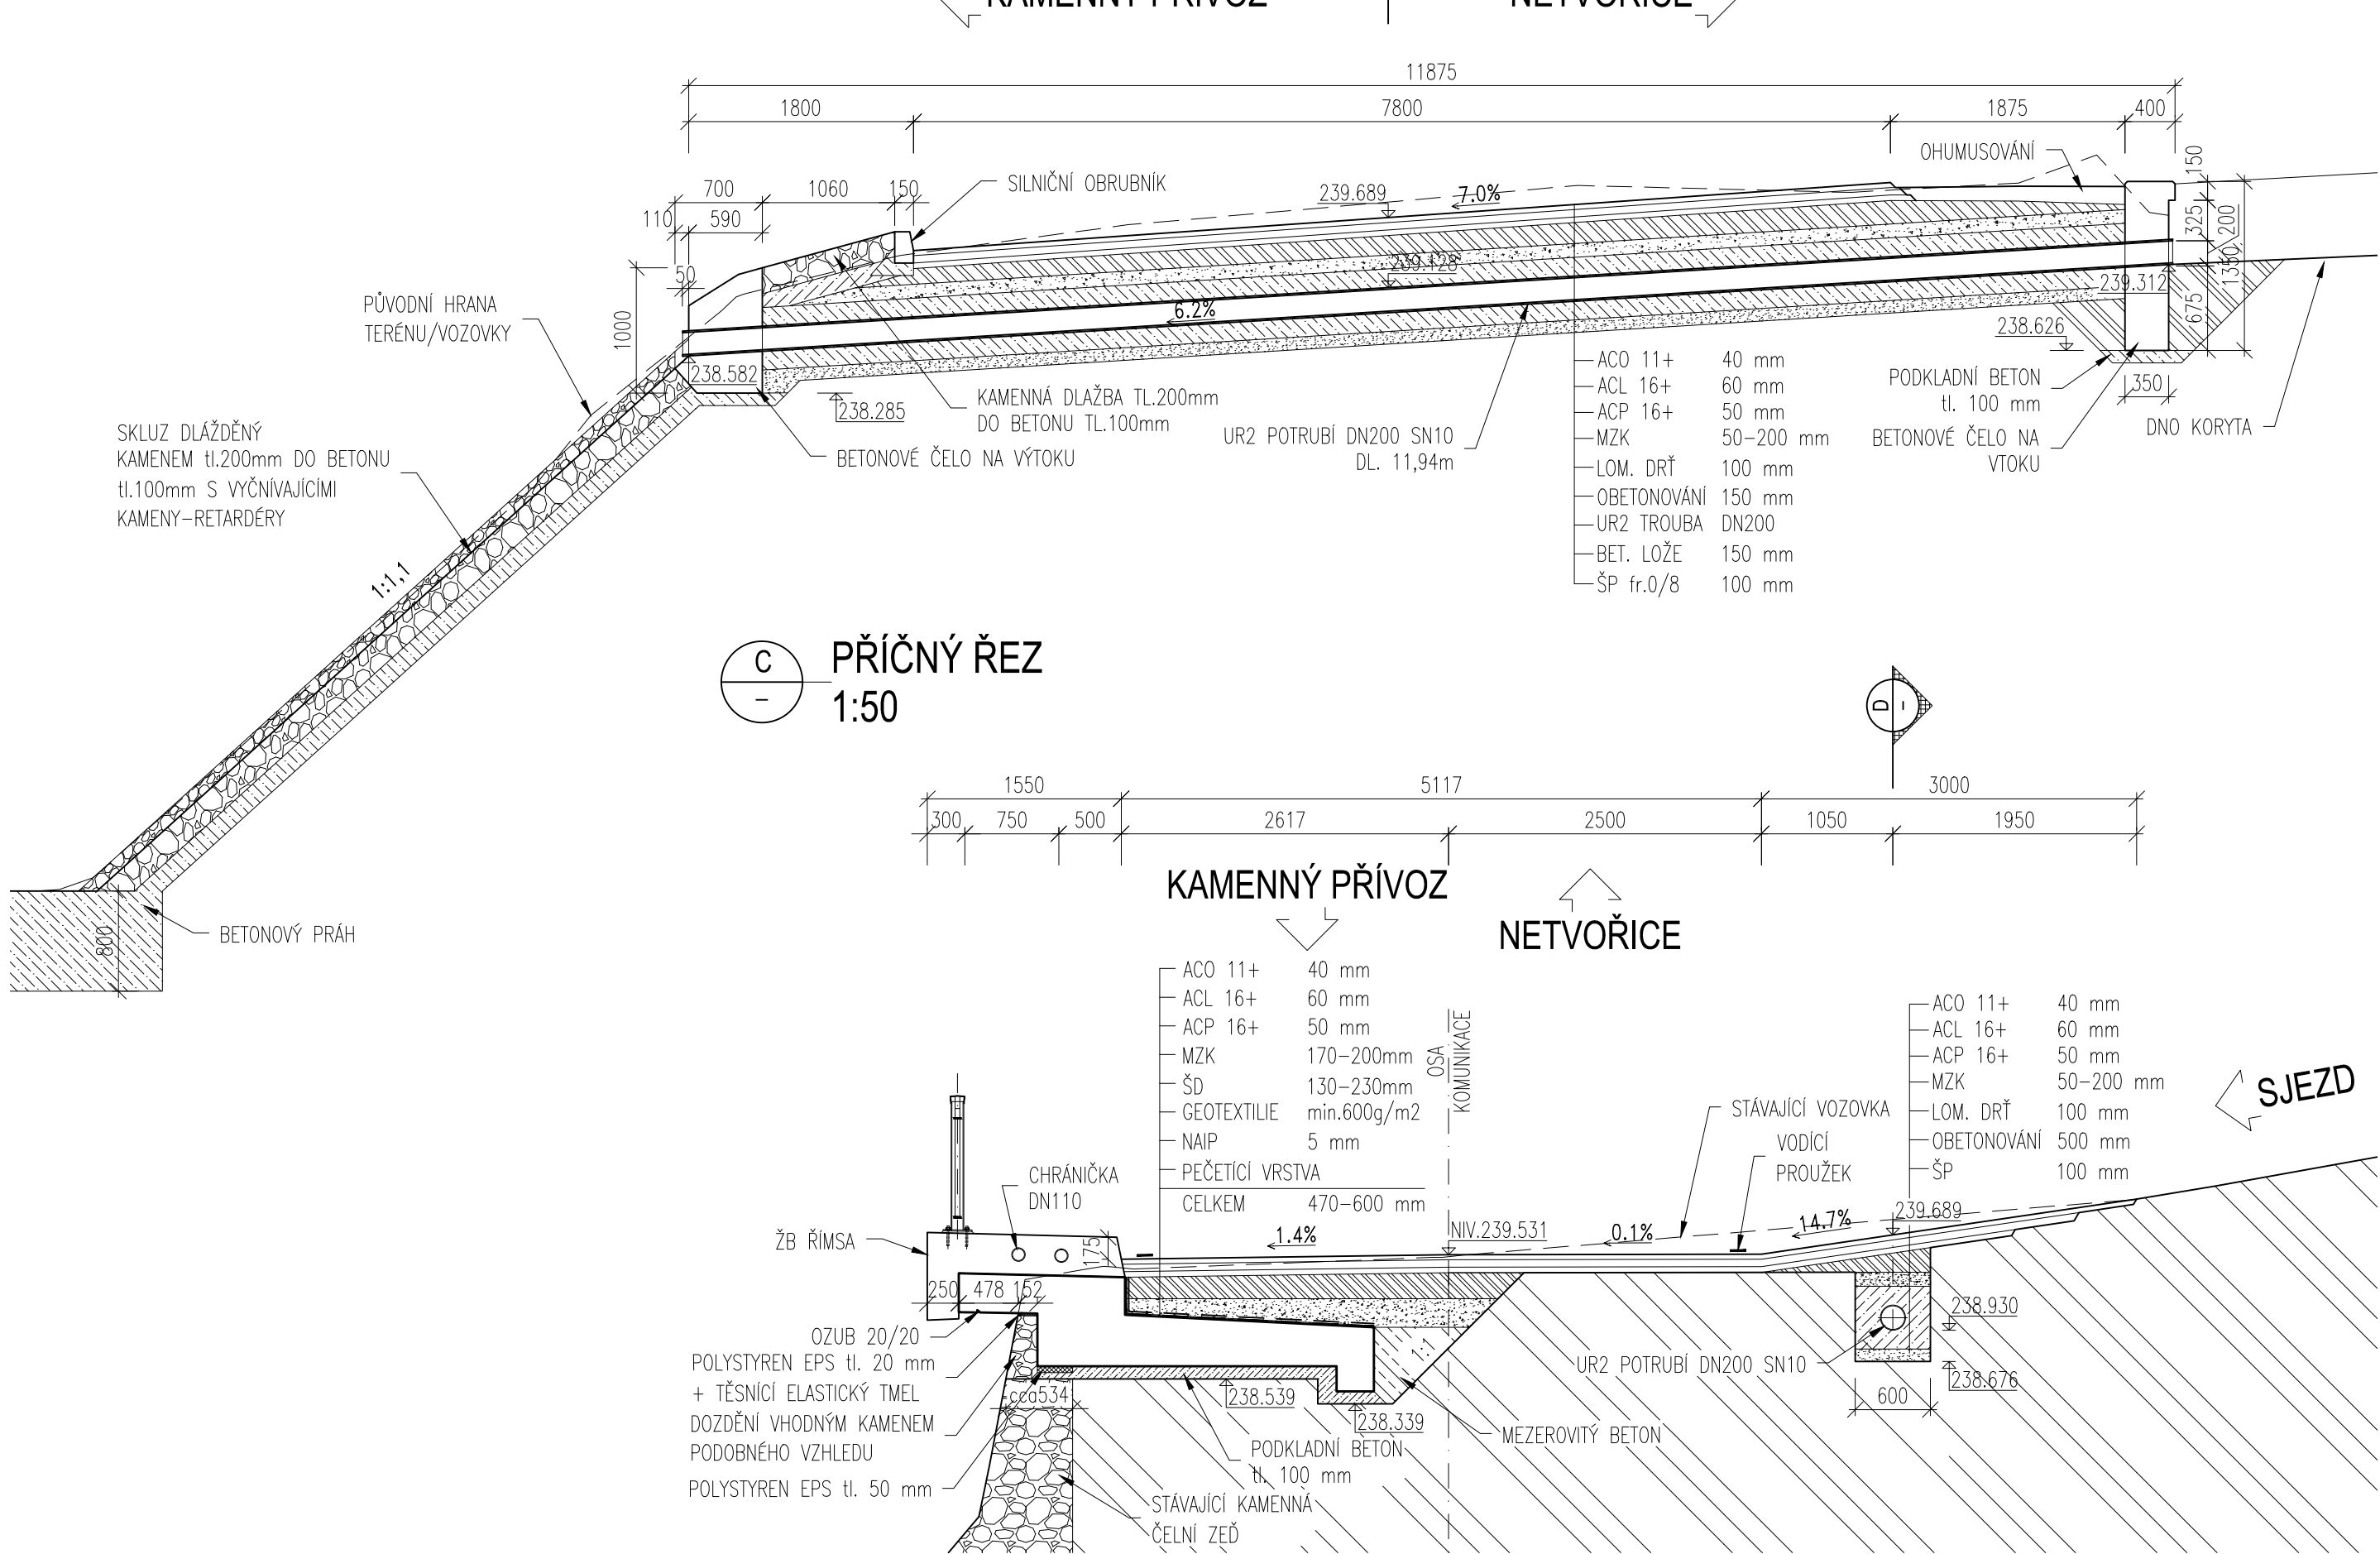 KAMENNÝ PŘÍVOZ
NETVOŘICE
11875
1800
7800
1875
400
700
1060
150
110
590
50
1000
SILNIČNÍ OBRUBNÍK
239.689
7.0%
OHUMUSOVÁNÍ
150
325
200
1350
675
239.128
6.2%
239.312
238.626
350
PŮVODNÍ HRANA
TERÉNU/VOZOVKY
238.582
238.285
SKLUZ DLÁŽDĚNÝ
KAMENEM tl.200mm DO BETONU
tl.100mm S VYČNÍVAJÍCÍMI
KAMENY-RETARDÉRY
KAMENNÁ DLAŽBA TL.200mm
DO BETONU TL.100mm
BETONOVÉ ČELO NA VÝTOKU
UR2 POTRUBÍ DN200 SN10
DL. 11,94m
ACO 11+ 40 mm
ACL 16+ 60 mm
ACP 16+ 50 mm
MZK 50-200 mm
LOM. DRŤ 100 mm
OBETONOVÁNÍ 150 mm
UR2 TROUBA DN200
BET. LOŽE 150 mm
ŠP fr.0/8 100 mm
PODKLADNÍ BETON
tl. 100 mm
BETONOVÉ ČELO NA
VTOKU
DNO KORYTA
1:1,1
BETONOVÝ PRÁH
800
C
-
PŘÍČNÝ ŘEZ
1:50
D
-
1550
5117
3000
300
750
500
2617
2500
1050
1950
KAMENNÝ PŘÍVOZ
NETVOŘICE
ACO 11+ 40 mm
ACL 16+ 60 mm
ACP 16+ 50 mm
MZK 170-200mm
ŠD 130-230mm
GEOTEXTILIE min.600g/m2
NAIP 5 mm
PEČETÍCÍ VRSTVA
CELKEM 470-600 mm
OSA
KOMUNIKACE
ACO 11+ 40 mm
ACL 16+ 60 mm
ACP 16+ 50 mm
MZK 50-200 mm
LOM. DRŤ 100 mm
OBETONOVÁNÍ 500 mm
ŠP 100 mm
SJEZD
STÁVAJÍCÍ VOZOVKA
VODÍCÍ
PROUŽEK
CHRÁNIČKA
DN110
ŽB ŘÍMSA
175
1.4%
NIV.239.531
0.1%
14.7%
239.689
250
478
152
OZUB 20/20
POLYSTYREN EPS tl. 20 mm
+ TĚSNÍCÍ ELASTICKÝ TMEL
DOZDĚNÍ VHODNÝM KAMENEM
PODOBNÉHO VZHLEDU
POLYSTYREN EPS tl. 50 mm
cca534
238.539
238.339
1:1
PODKLADNÍ BETON
tl. 100 mm
STÁVAJÍCÍ KAMENNÁ
ČELNÍ ZEĎ
MEZEROVITÝ BETON
UR2 POTRUBÍ DN200 SN10
238.930
238.676
600